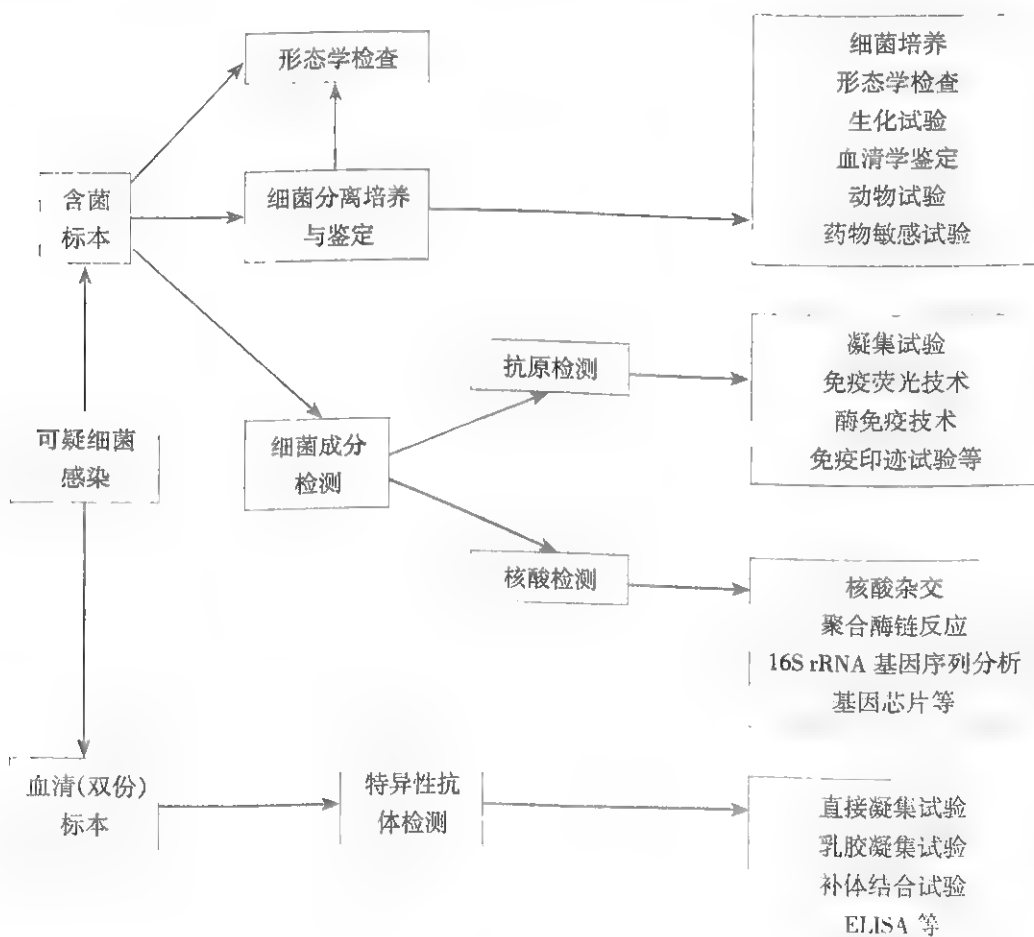 形态学检查
细菌培养
形态学检查
生化试验
血清学鉴定
动物试验
药物敏感试验
含菌
标本
细菌分离培养
与鉴定
抗原检测
凝集试验
免疫荧光技术
酶免疫技术
免疫印迹试验等
可疑细菌
感染
细菌成分
检测
核酸检测
核酸杂交
聚合酶链反应
16S rRNA 基因序列分析
基因芯片等
血清(双份)
标本
特异性抗
体检测
直接凝集试验
乳胶凝集试验
补体结合试验
ELISA 等